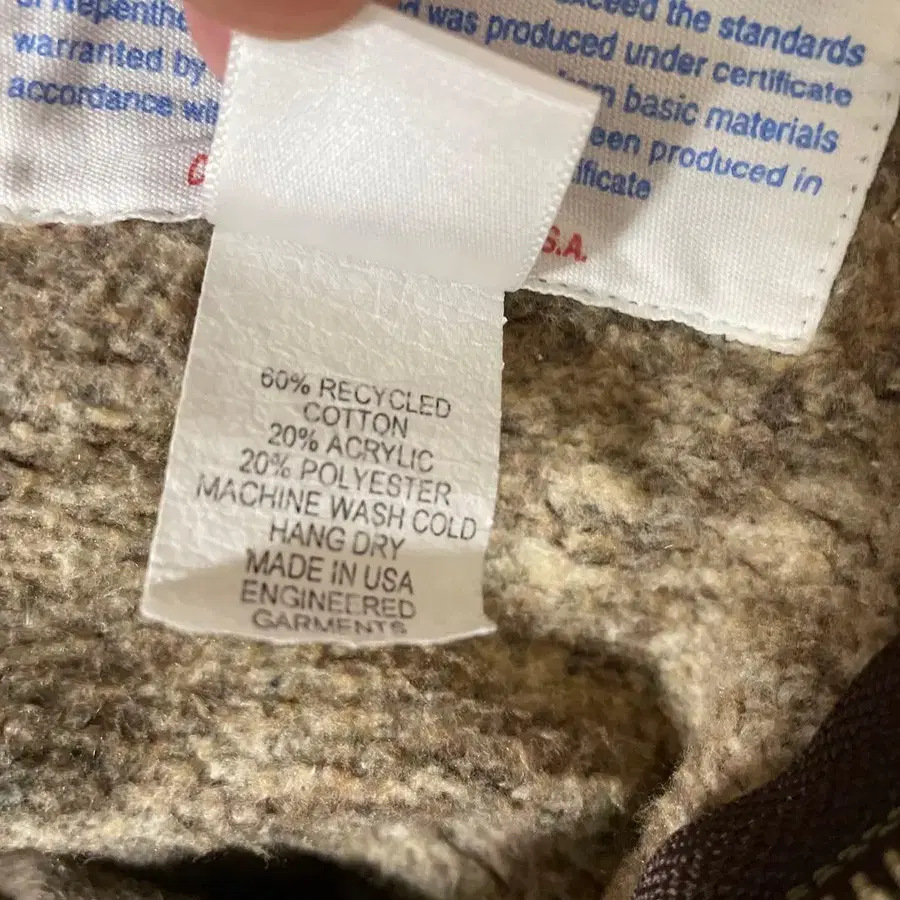 of Nepenthe
warranted by
accordance wi
exceed the standards
d was produced under certificate
m basic materials
een produced in
ificate
S.A.
60% RECYCLED
COTTON
20% ACRYLIC
20% POLYESTER
MACHINE WASH COLD
HANG DRY
MADE IN USA
ENGINEERED
GARMENTS